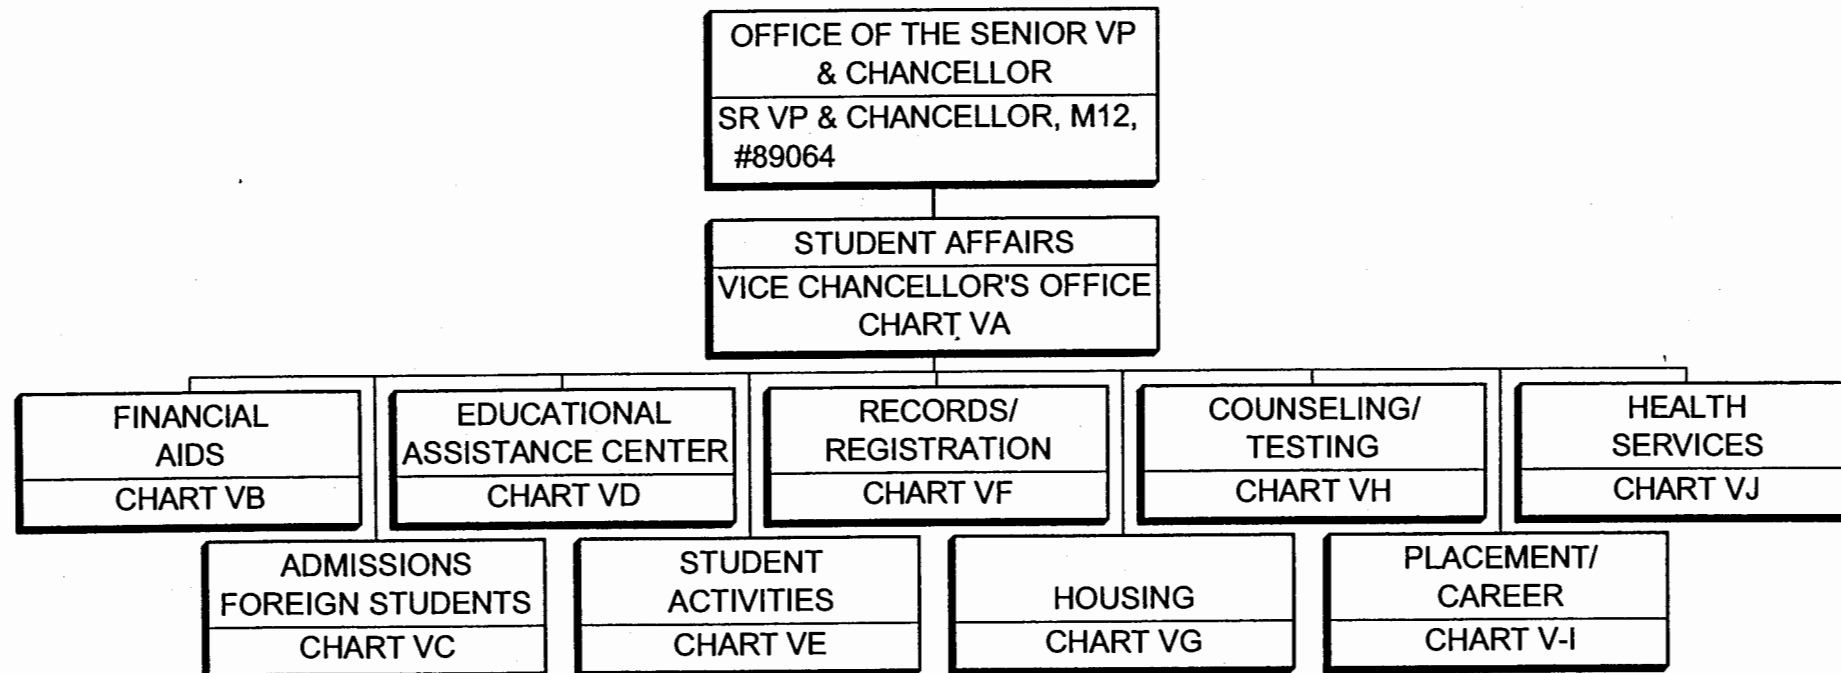 OFFICE OF THE SENIOR VP
& CHANCELLOR
SR VP & CHANCELLOR, M12,
#89064
STUDENT AFFAIRS
VICE CHANCELLOR'S OFFICE
CHART VA
FINANCIAL
AIDS
CHART VB
EDUCATIONAL
ASSISTANCE CENTER
CHART VD
RECORDS/
REGISTRATION
CHART VF
COUNSELING/
TESTING
CHART VH
HEALTH
SERVICES
CHART VJ
ADMISSIONS
FOREIGN STUDENTS
CHART VC
STUDENT
ACTIVITIES
CHART VE
HOUSING
CHART VG
PLACEMENT/
CAREER
CHART V-I